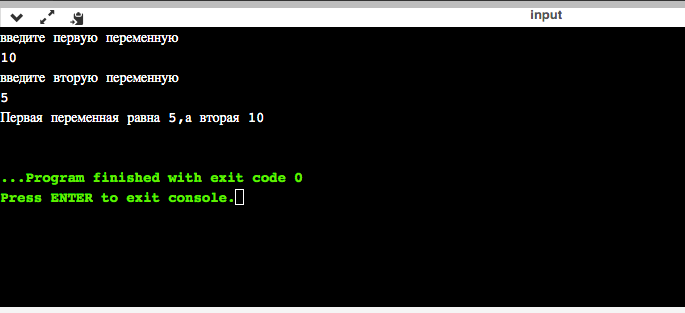 input
введите первую переменную
10
введите вторую переменную
5
Первая переменная равна 5,а вторая 10
...Program finished with exit code 0
Press ENTER to exit console.